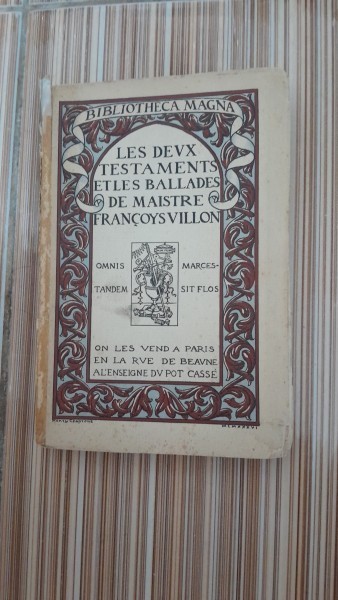 BIBLIOTHECA MAGNA
LES DEVX
TESTAMENTS
ET LES BALLADES
DE MAISTRE
FRANÇOYS VILLON
OMNIS MARCES-
TANDEM SIT FLOS
ON LES VEND A PARIS
EN LA RVE DE BEAVNE
A L'ENSEIGNE DV POT CASSÉ